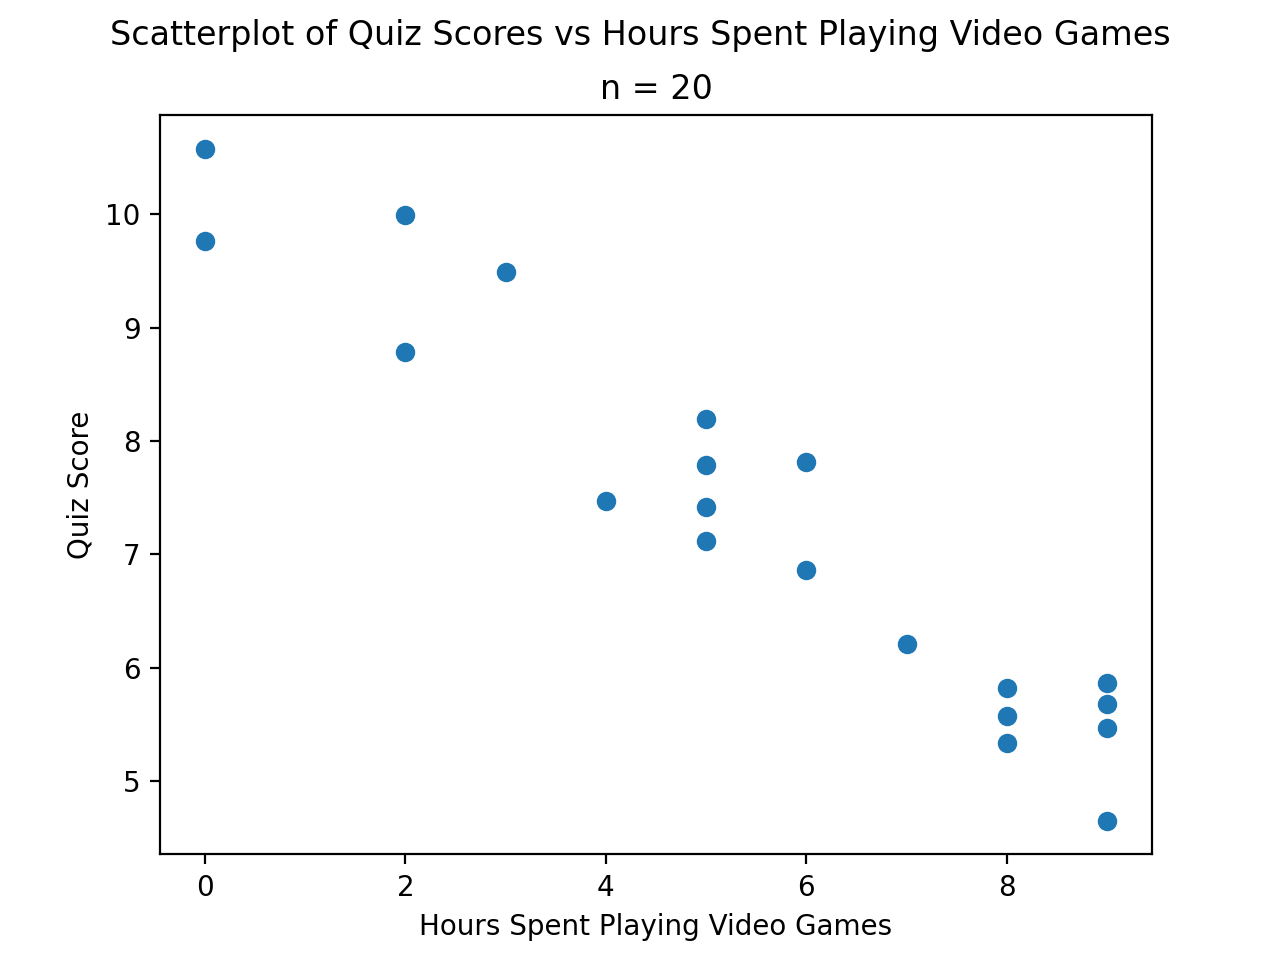 Scatterplot of Quiz Scores vs Hours Spent Playing Video Games
n = 20
10
9
8
7
6
5
Quiz Score
0 2 4 6 8
Hours Spent Playing Video Games